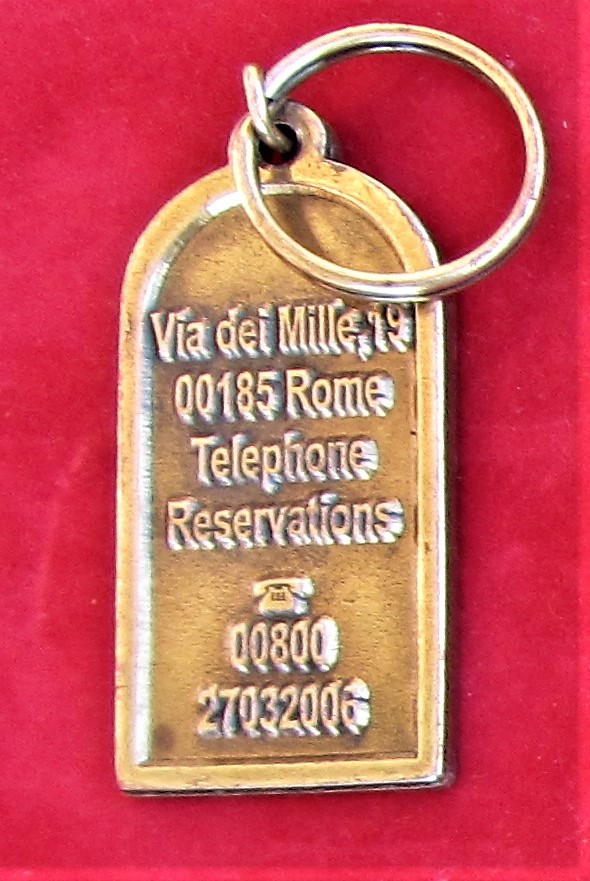 Via dei Mille,19
00185 Rome
Telephone
Reservations
☎
00800
27032006